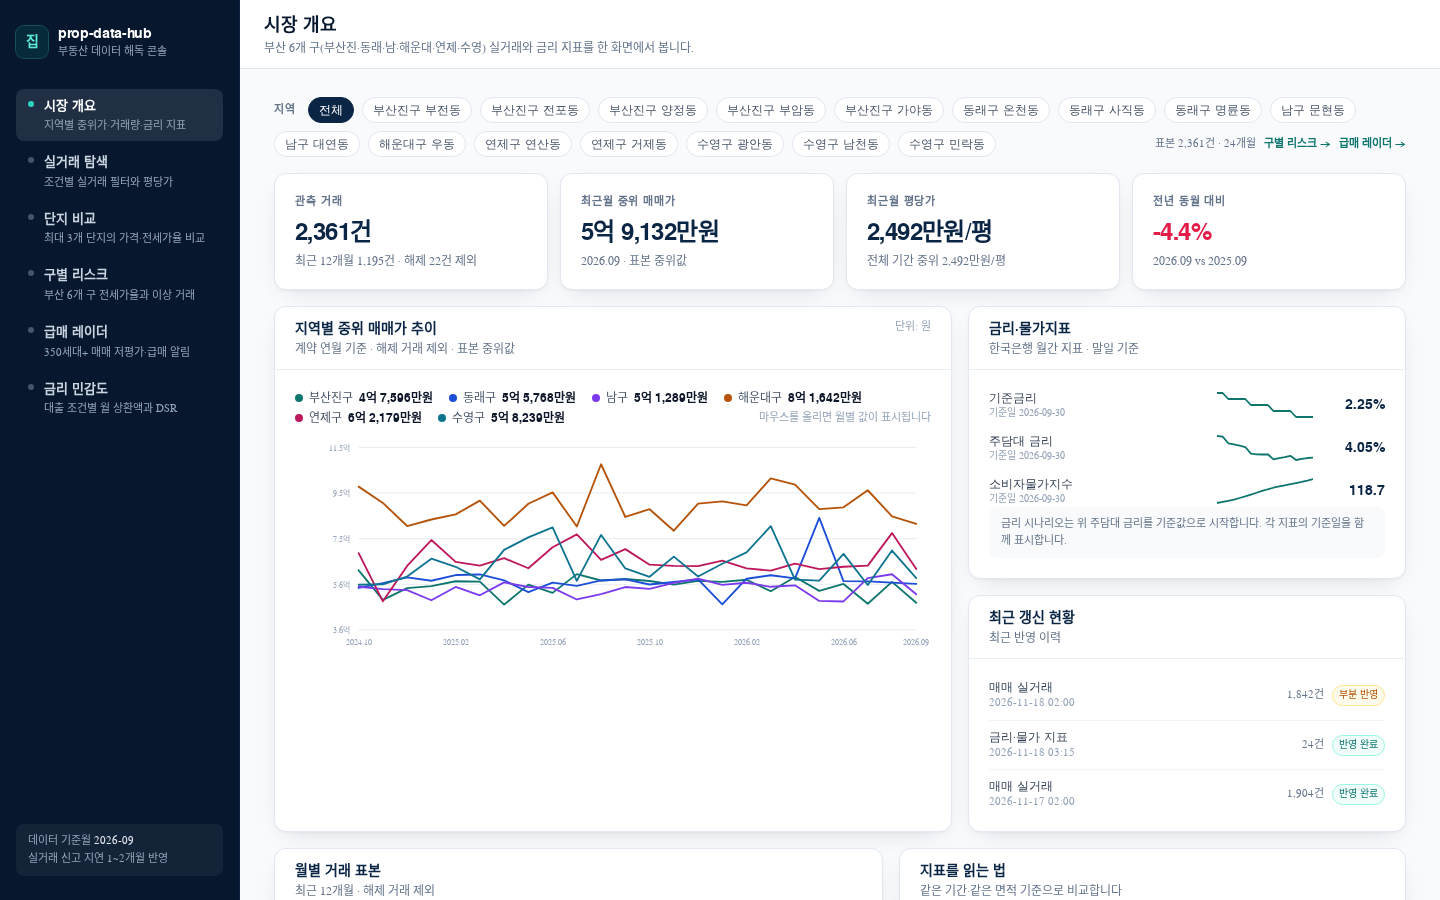 집
prop-data-hub
부동산 데이터 해독 콘솔
시장 개요
지역별 중위가·거래량·금리 지표
실거래 탐색
조건별 실거래 필터와 평당가
단지 비교
최대 3개 단지의 가격·전세가율 비교
구별 리스크
부산 6개 구 전세가율과 이상 거래
급매 레이더
350세대+ 매매 저평가·급매 알림
금리 민감도
대출 조건별 월 상환액과 DSR
데이터 기준월 2026-09
실거래 신고 지연 1~2개월 반영
시장 개요
부산 6개 구(부산진·동래·남·해운대·연제·수영) 실거래와 금리 지표를 한 화면에서 봅니다.
지역 전체 부산진구 부전동 부산진구 전포동 부산진구 양정동 부산진구 부암동 부산진구 가야동 동래구 온천동 동래구 사직동 동래구 명륜동 남구 문현동
남구 대연동 해운대구 우동 연제구 연산동 연제구 거제동 수영구 광안동 수영구 남천동 수영구 민락동 표본 2,361건 · 24개월 구별 리스크 → 급매 레이더 →
관측 거래
2,361건
최근 12개월 1,195건 · 해제 22건 제외
최근월 중위 매매가
5억 9,132만원
2026.09 · 표본 중위값
최근월 평당가
2,492만원/평
전체 기간 중위 2,492만원/평
전년 동월 대비
-4.4%
2026.09 vs 2025.09
지역별 중위 매매가 추이 단위: 원
계약 연월 기준 · 해제 거래 제외 · 표본 중위값
부산진구 4억 7,596만원 동래구 5억 5,768만원 남구 5억 1,289만원 해운대구 8억 1,642만원
연제구 6억 2,179만원 수영구 5억 8,239만원 마우스를 올리면 월별 값이 표시됩니다
11.5억
9.5억
7.5억
5.6억
3.6억
2024.10 2025.02 2025.06 2025.10 2026.02 2026.06 2026.09
금리·물가지표
한국은행 월간 지표 · 말일 기준
기준금리 2.25%
기준일 2026-09-30
주담대 금리 4.05%
기준일 2026-09-30
소비자물가지수 118.7
기준일 2026-09-30
금리 시나리오는 위 주담대 금리를 기준값으로 시작합니다. 각 지표의 기준일을 함
께 표시합니다.
최근 갱신 현황
최근 반영 이력
매매 실거래 1,842건 부분 반영
2026-11-18 02:00
금리·물가 지표 24건 반영 완료
2026-11-18 03:15
매매 실거래 1,904건 반영 완료
2026-11-17 02:00
월별 거래 표본
최근 12개월 · 해제 거래 제외
지표를 읽는 법
같은 기간·같은 면적 기준으로 비교합니다